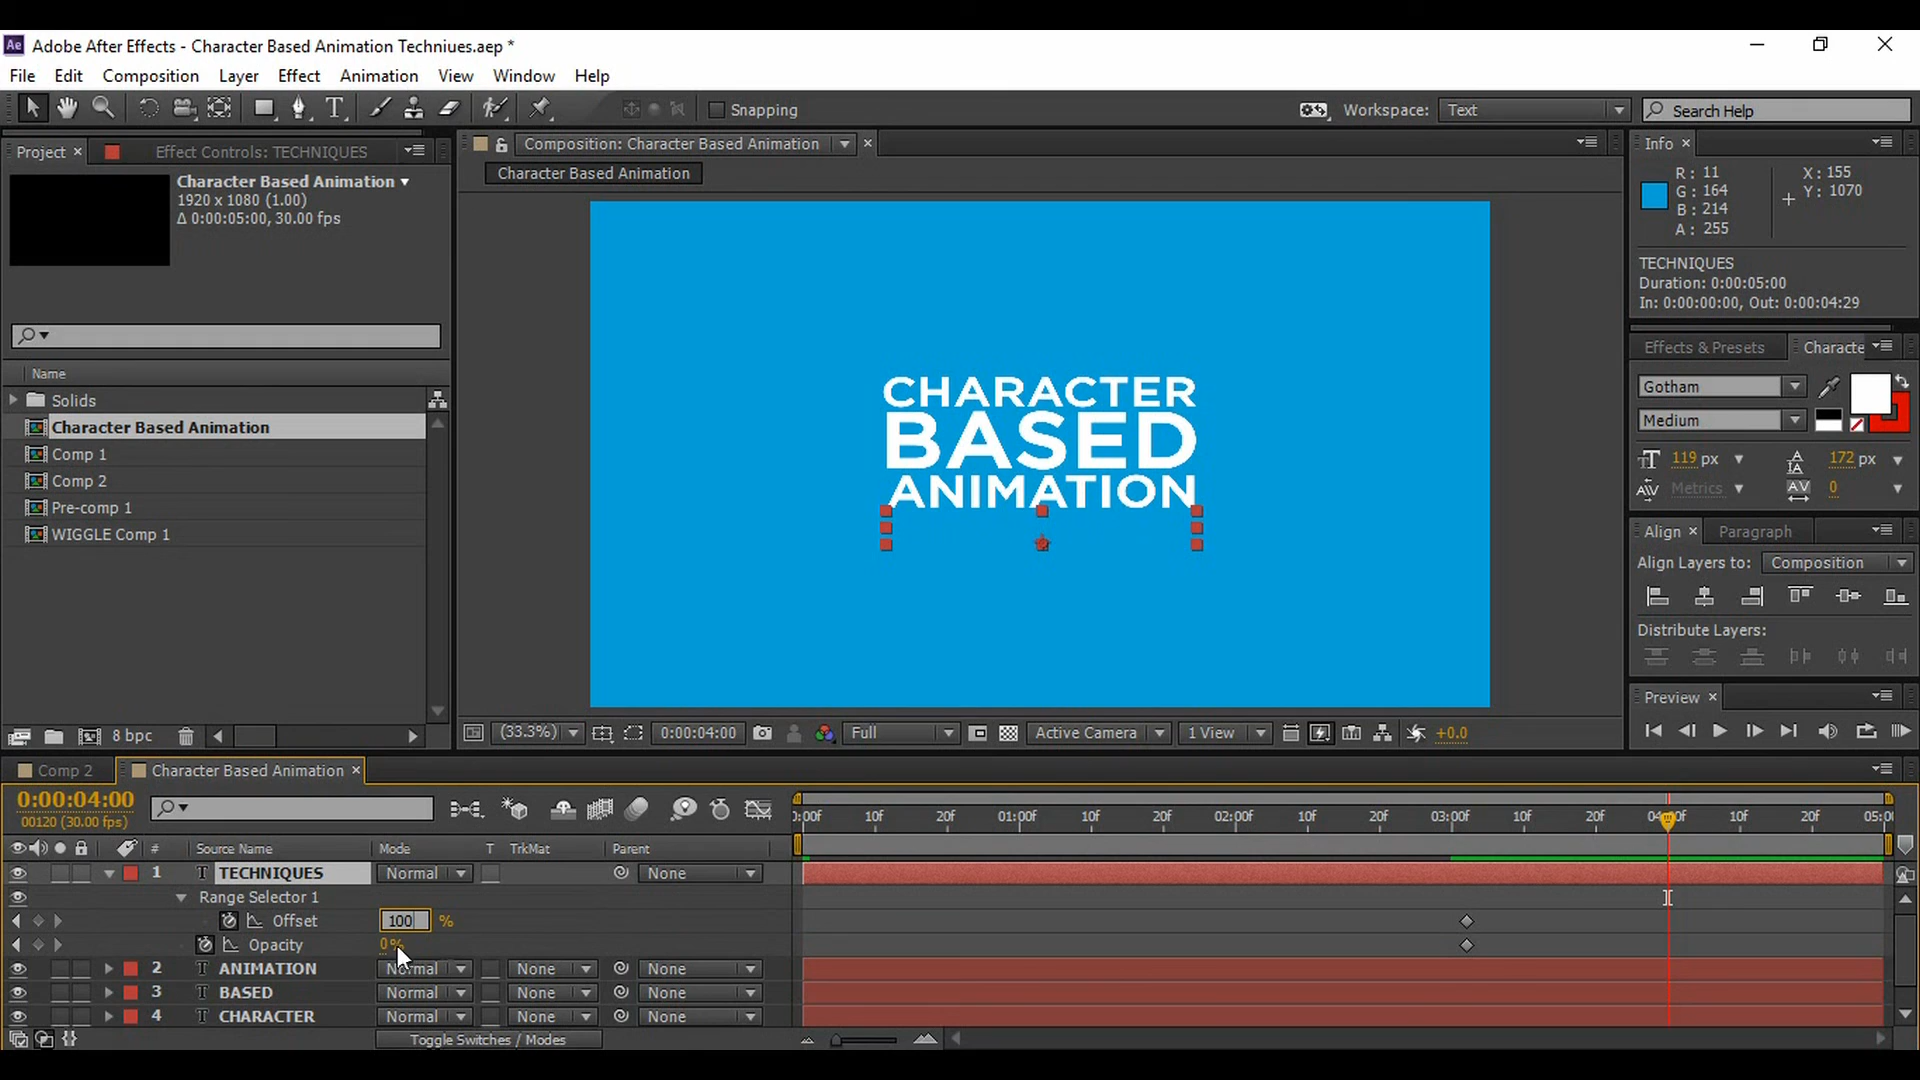 Adobe After Effects - Character Based Animation Techniues.aep *
File Edit Composition Layer Effect Animation View Window Help
Snapping
Workspace: Text
Search Help
Project × Effect Controls: TECHNIQUES
Character Based Animation
1920 x 1080 (1.00)
Δ 0:00:05:00, 30.00 fps
Name
Solids
Character Based Animation
Comp 1
Comp 2
Pre-comp 1
WIGGLE Comp 1
8 bpc
Composition: Character Based Animation ×
Character Based Animation
CHARACTER
BASED
ANIMATION
(33.3%) 0:00:04:00 Full Active Camera 1 View +0.0
Info ×
R: 11 X: 155
G: 164 Y: 1070
B: 214
A: 255
TECHNIQUES
Duration: 0:00:05:00
In: 0:00:00:00, Out: 0:00:04:29
Effects & Presets Characte
Gotham
Medium
119 px 172 px
Metrics 0
Align × Paragraph
Align Layers to: Composition
Distribute Layers:
Preview ×
Comp 2 Character Based Animation ×
0:00:04:00
00120 (30.00 fps)
:00f 10f 20f 01:00f 10f 20f 02:00f 10f 20f 03:00f 10f 20f 04:00f 10f 20f 05:0
# Source Name Mode T TrkMat Parent
1 T TECHNIQUES Normal None
Range Selector 1
Offset 100 %
Opacity 0%
2 T ANIMATION Normal None None
3 T BASED Normal None None
4 T CHARACTER Normal None None
Toggle Switches / Modes